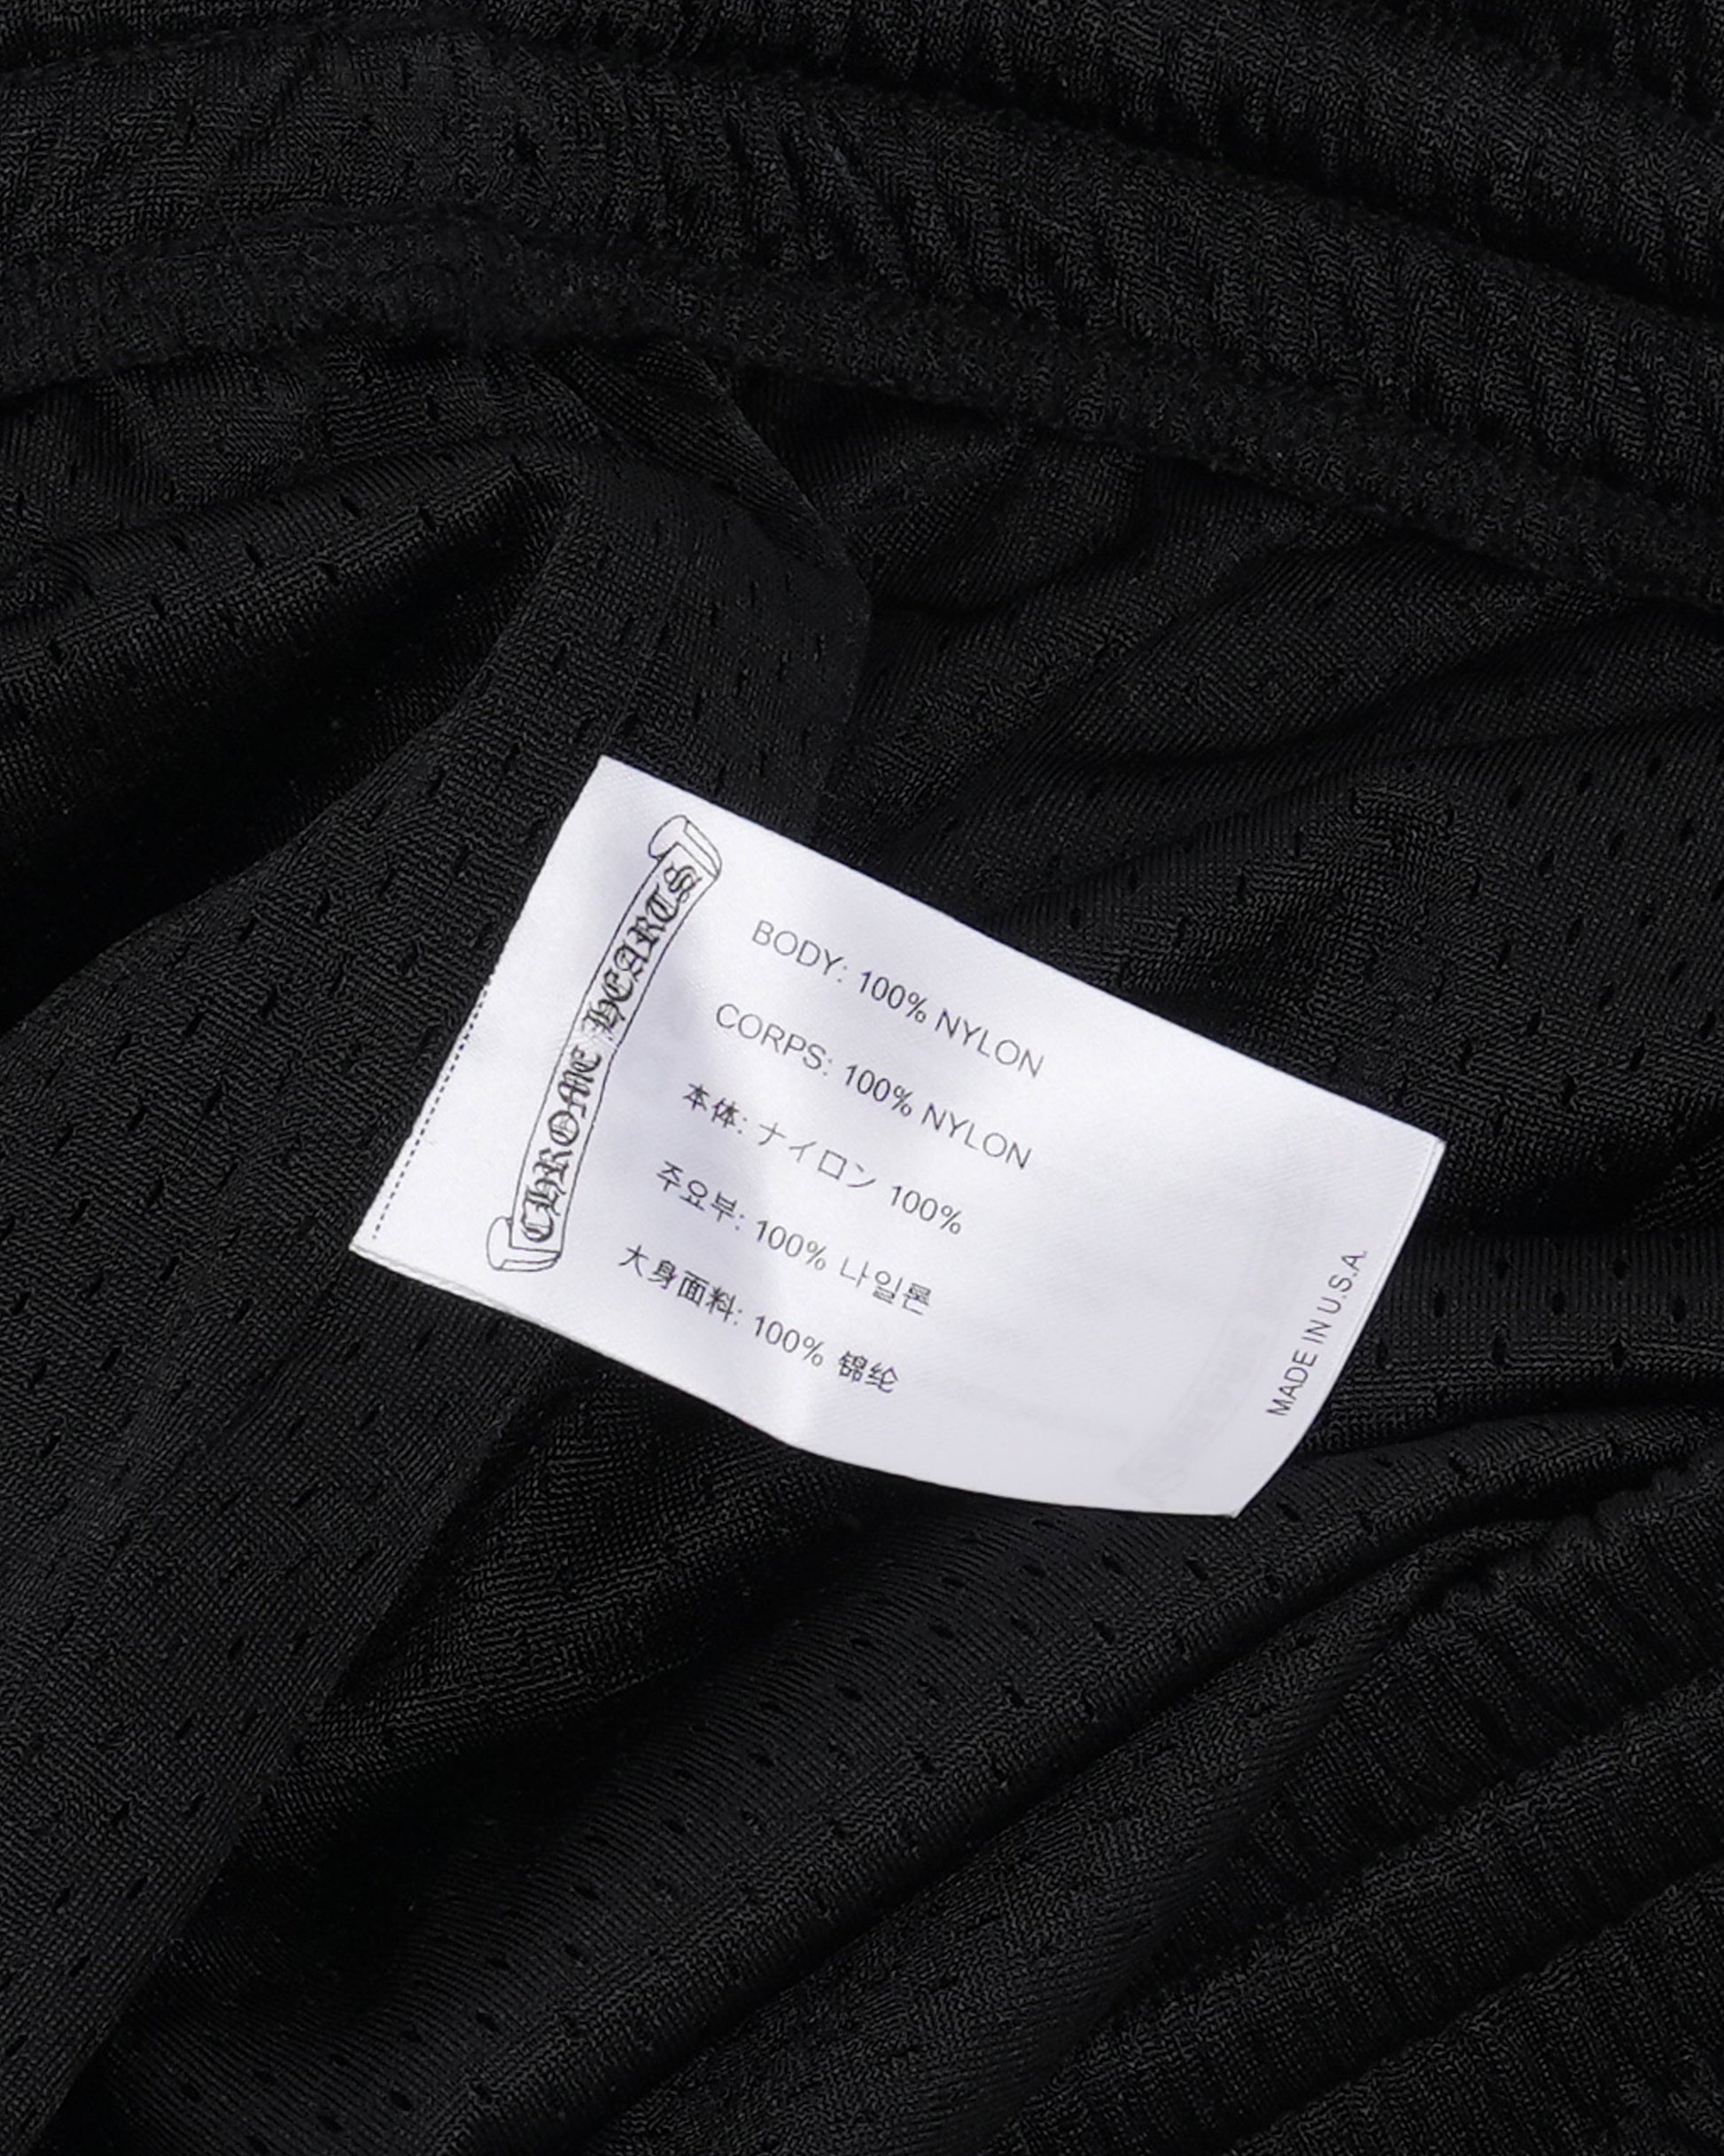 CHROME HEARTS
BODY: 100% NYLON
CORPS: 100% NYLON
本体: ナイロン 100%
주요부: 100% 나일론
大身面料: 100% 锦纶
MADE IN U.S.A.